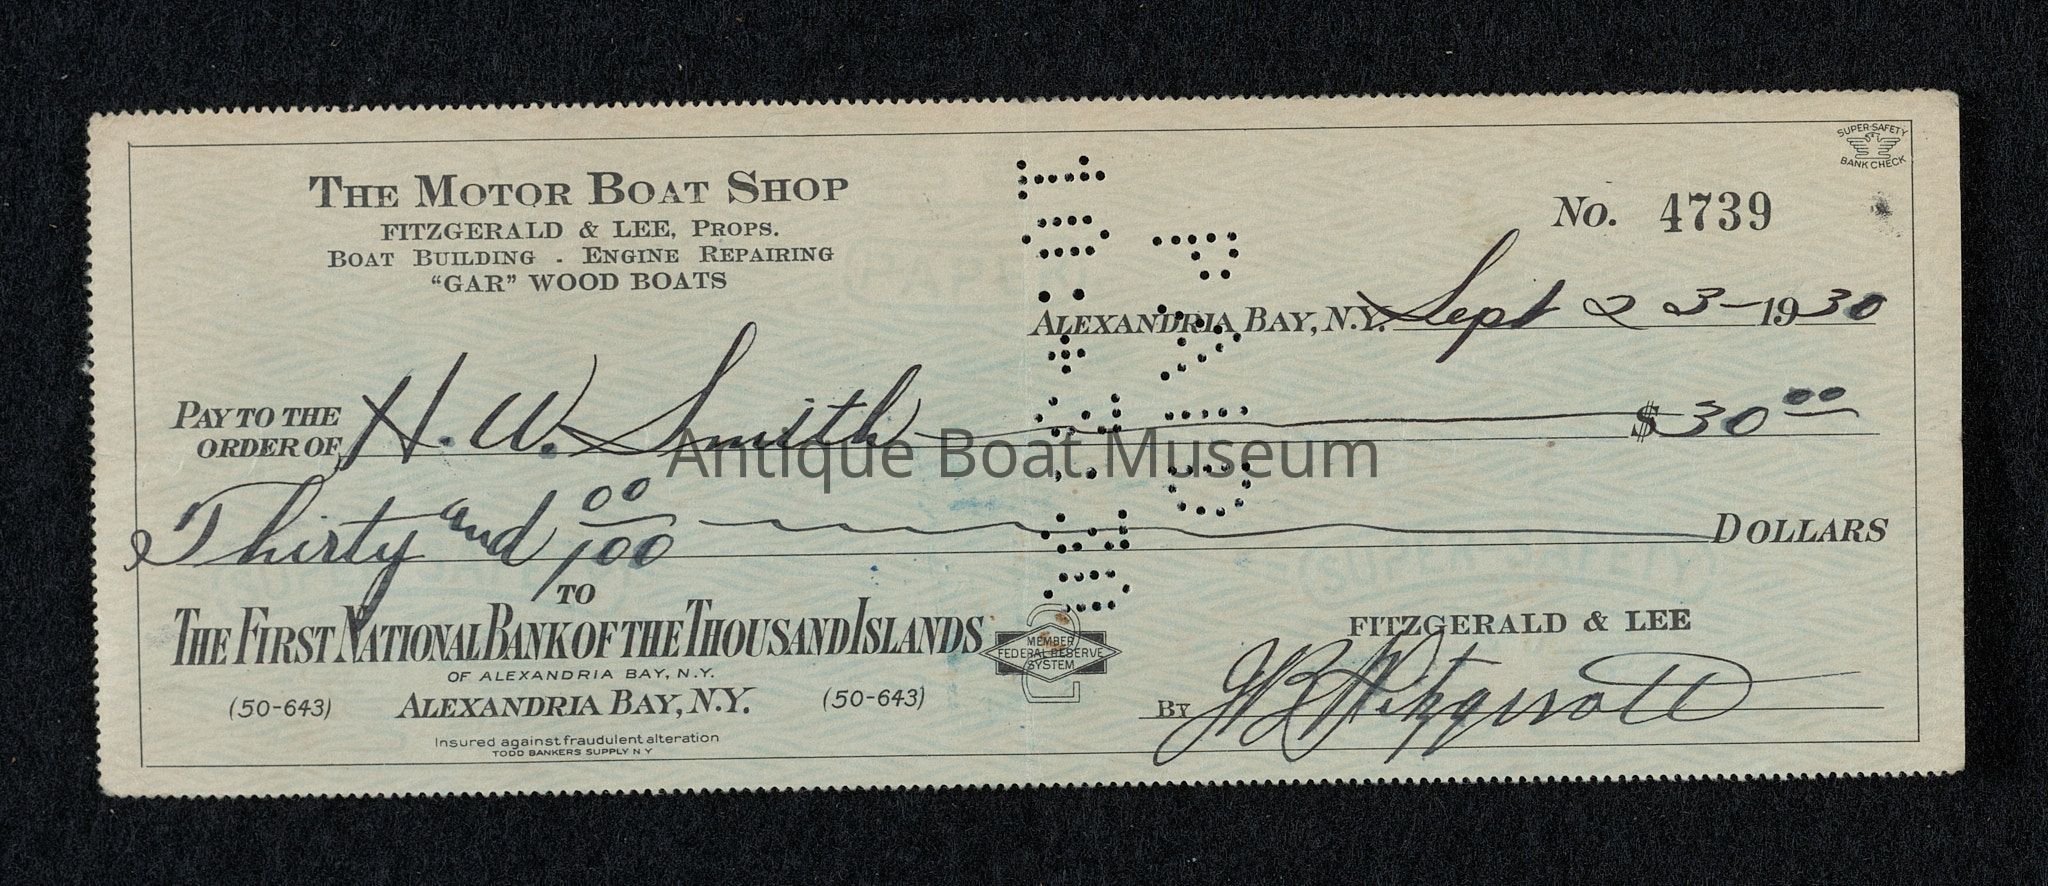 SUPER-SAFETY
BANK CHECK
THE MOTOR BOAT SHOP
FITZGERALD & LEE, PROPS.
BOAT BUILDING - ENGINE REPAIRING
"GAR" WOOD BOATS
No. 4739
ALEXANDRIA BAY, N.Y. Sept 23-1930
PAY TO THE
ORDER OF H. W. Smith $30 00
Antique Boat Museum
Thirty and 00/100 DOLLARS
SUPER SAFETY
TO
THE FIRST NATIONAL BANK OF THE THOUSAND ISLANDS
OF ALEXANDRIA BAY, N.Y.
(50-643) ALEXANDRIA BAY, N.Y. (50-643)
Insured against fraudulent alteration
TODD BANKERS SUPPLY N Y
MEMBER
FEDERAL RESERVE
SYSTEM
FITZGERALD & LEE
BY Fitzgerald